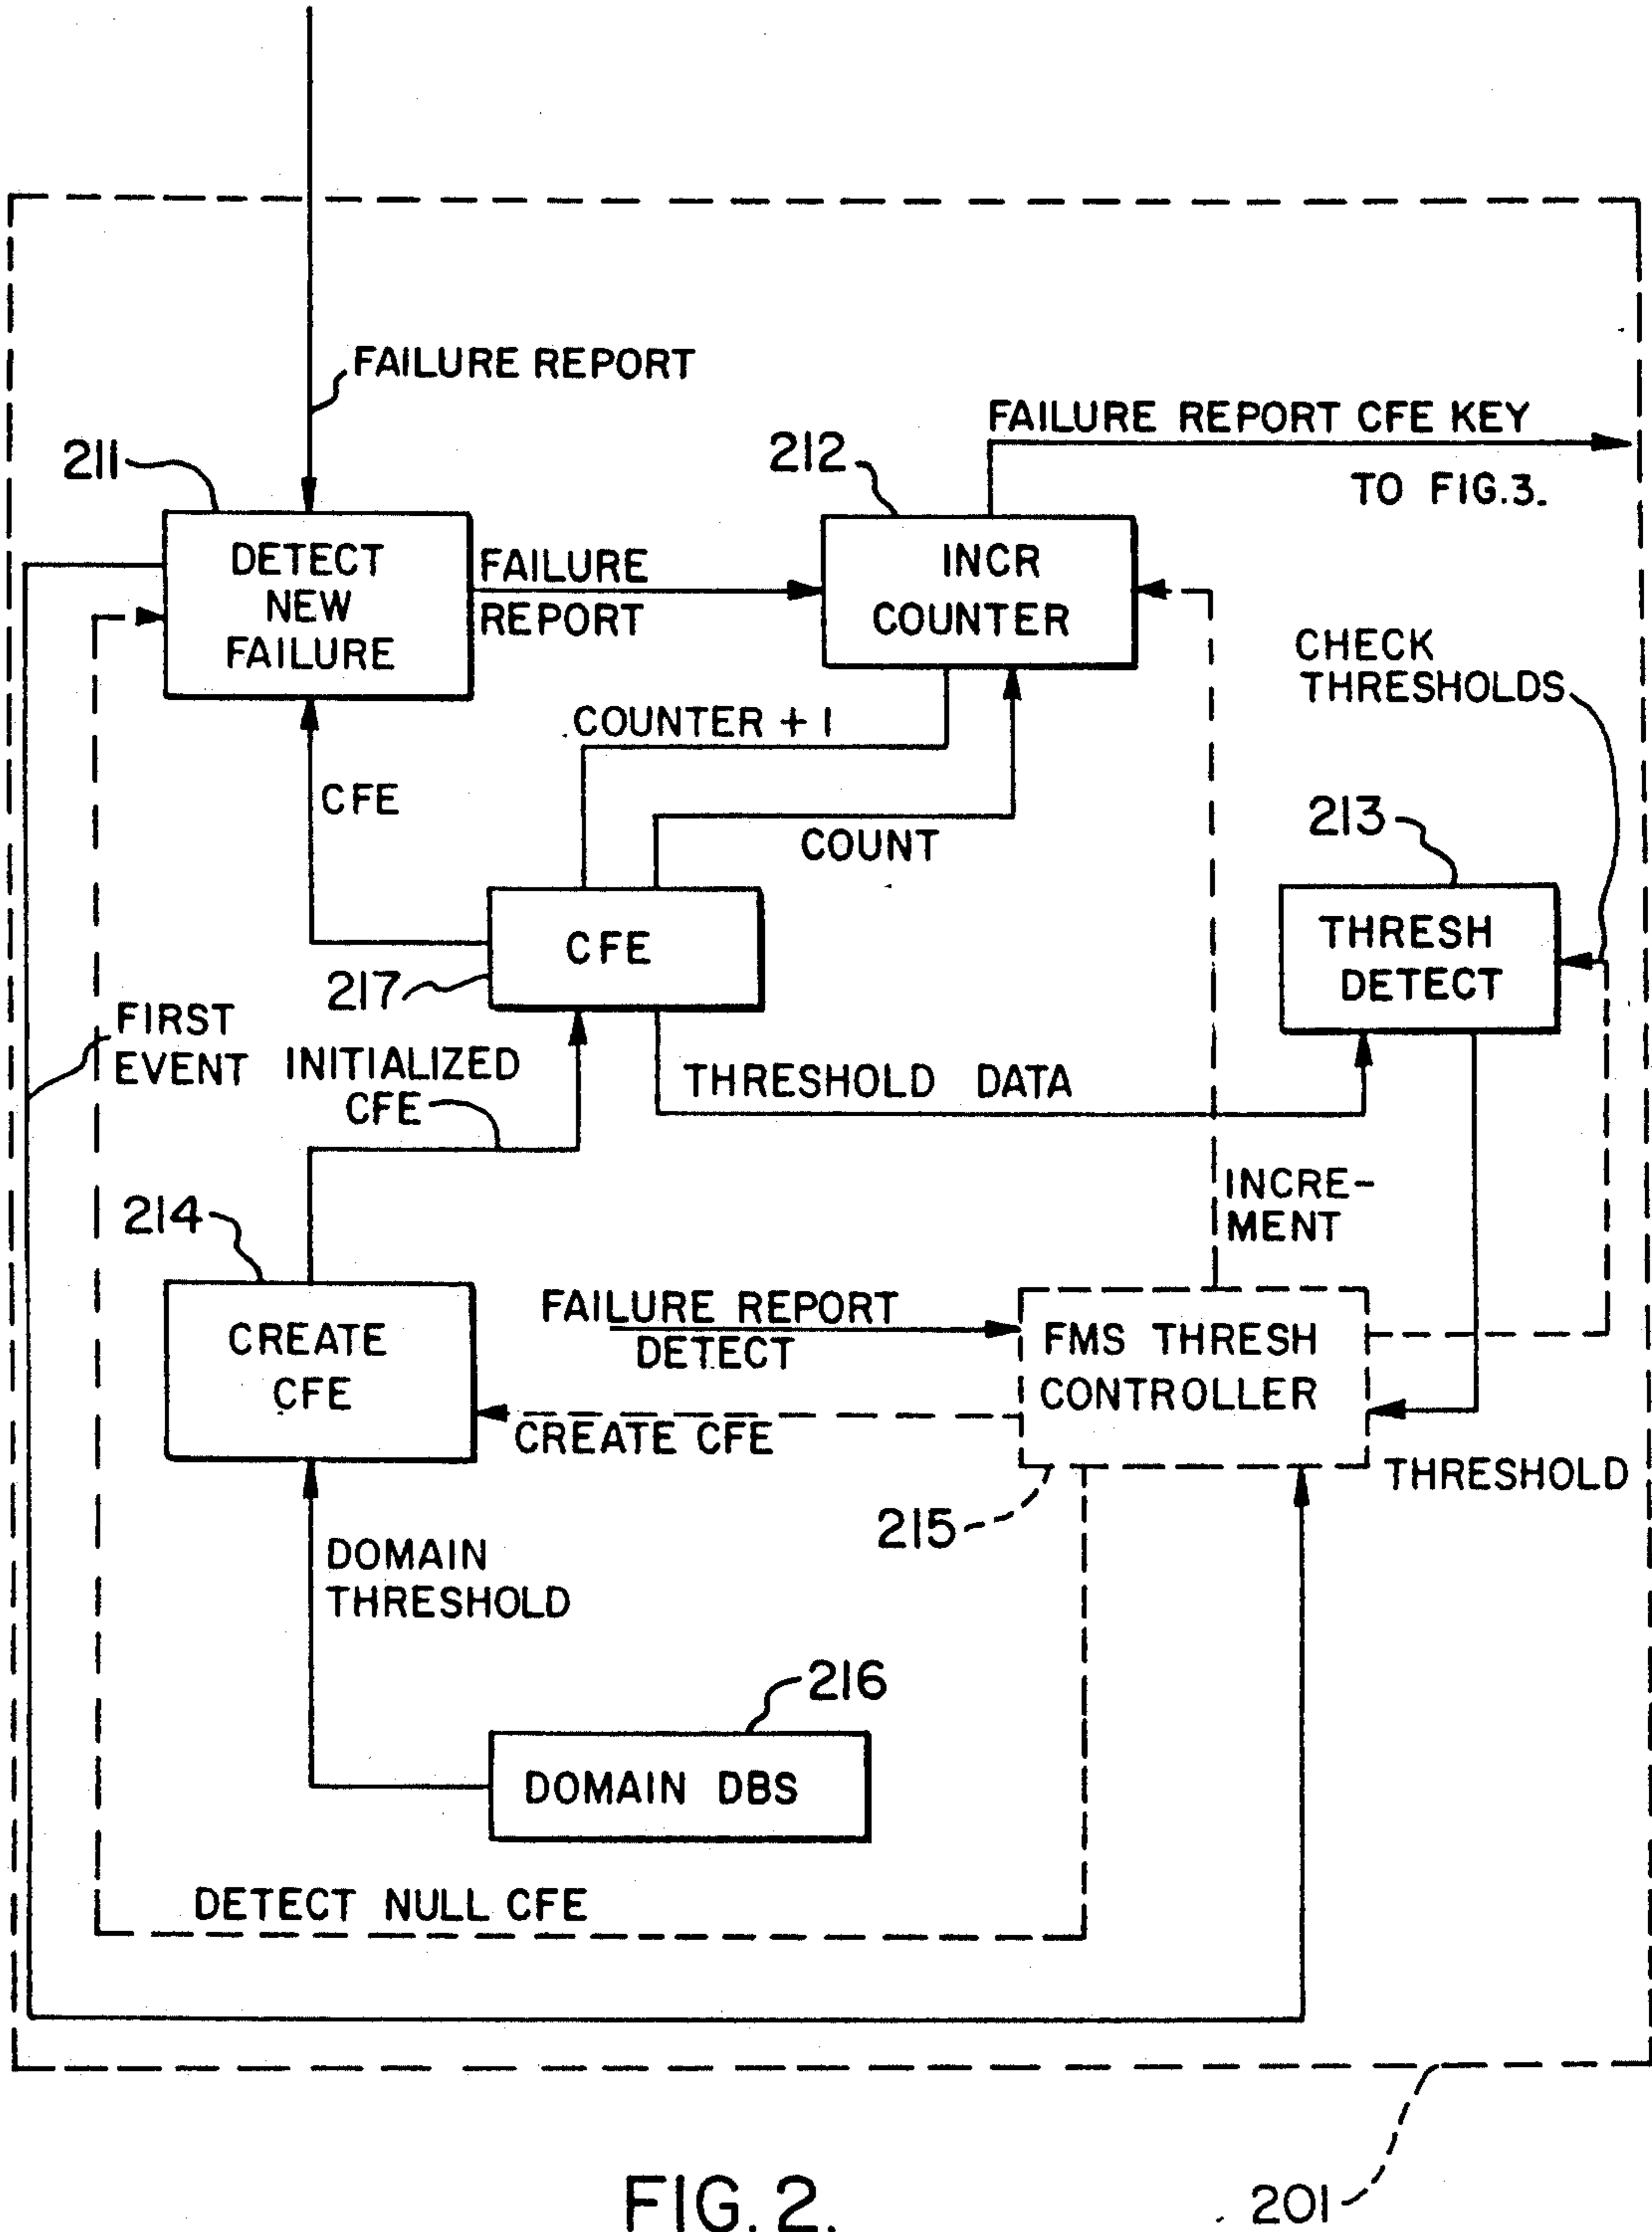 FAILURE REPORT
FAILURE REPORT CFE KEY
TO FIG.3.
211
212
DETECT
NEW
FAILURE
FAILURE
REPORT
INCR
COUNTER
CHECK
THRESHOLDS
COUNTER + 1
CFE
COUNT
213
CFE
217
THRESH
DETECT
FIRST
EVENT
INITIALIZED
CFE
THRESHOLD DATA
214
INCRE-
MENT
CREATE
CFE
FAILURE REPORT
DETECT
FMS THRESH
CONTROLLER
CREATE CFE
THRESHOLD
215
DOMAIN
THRESHOLD
216
DOMAIN DBS
DETECT NULL CFE
201
FIG. 2.